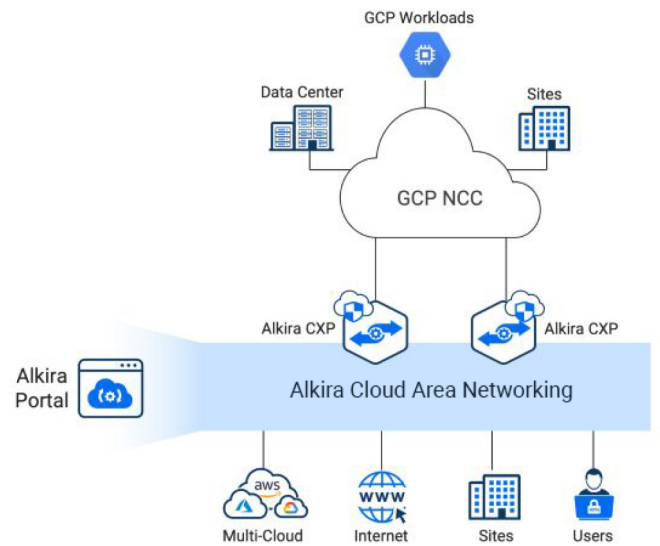 GCP Workloads
Data Center
Sites
GCP NCC
Alkira CXP
Alkira CXP
Alkira
Portal
Alkira Cloud Area Networking
aws
www
Multi-Cloud
Internet
Sites
Users